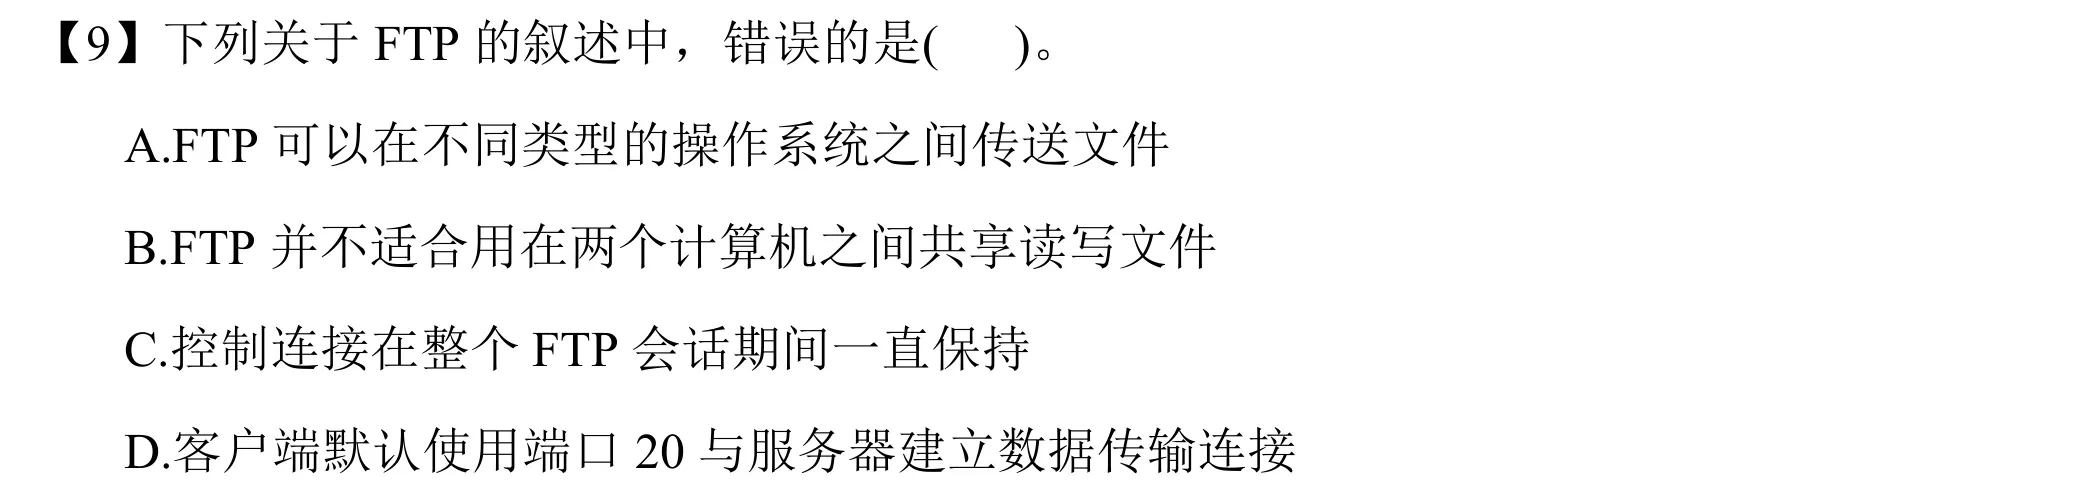 【9】下列关于 FTP 的叙述中，错误的是(　　)。
A.FTP 可以在不同类型的操作系统之间传送文件
B.FTP 并不适合用在两个计算机之间共享读写文件
C.控制连接在整个 FTP 会话期间一直保持
D.客户端默认使用端口 20 与服务器建立数据传输连接